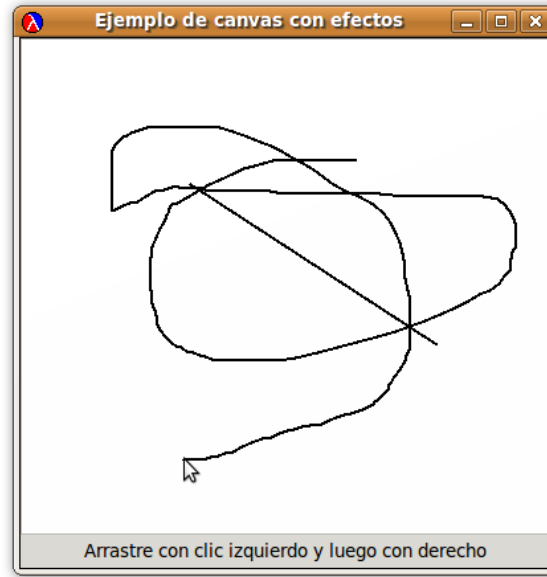 Ejemplo de canvas con efectos
Arrastre con clic izquierdo y luego con derecho